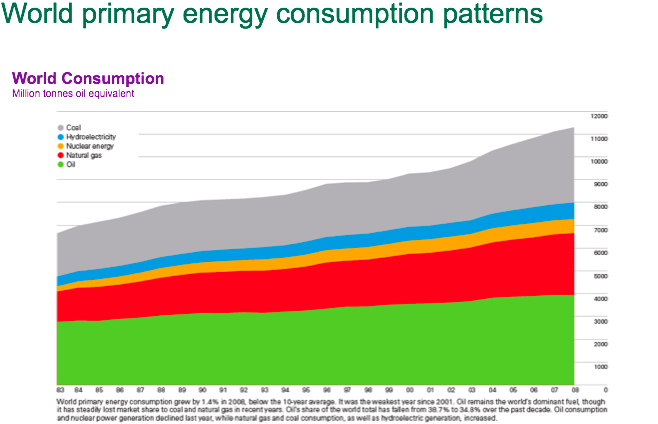 World primary energy consumption patterns
World Consumption
Million tonnes oil equivalent
12000
11000
10000
9000
8000
7000
6000
5000
4000
3000
2000
1000
0
Coal
Hydroelectricity
Nuclear energy
Natural gas
Oil
83 84 85 86 87 88 89 90 91 92 93 94 95 96 97 98 99 00 01 02 03 04 05 06 07 08
World primary energy consumption grew by 1.4% in 2008, below the 10-year average. It was the weakest year since 2001. Oil remains the world's dominant fuel, though
it has steadily lost market share to coal and natural gas in recent years. Oil's share of the world total has fallen from 38.7% to 34.8% over the past decade. Oil consumption
and nuclear power generation declined last year, while natural gas and coal consumption, as well as hydroelectric generation, increased.